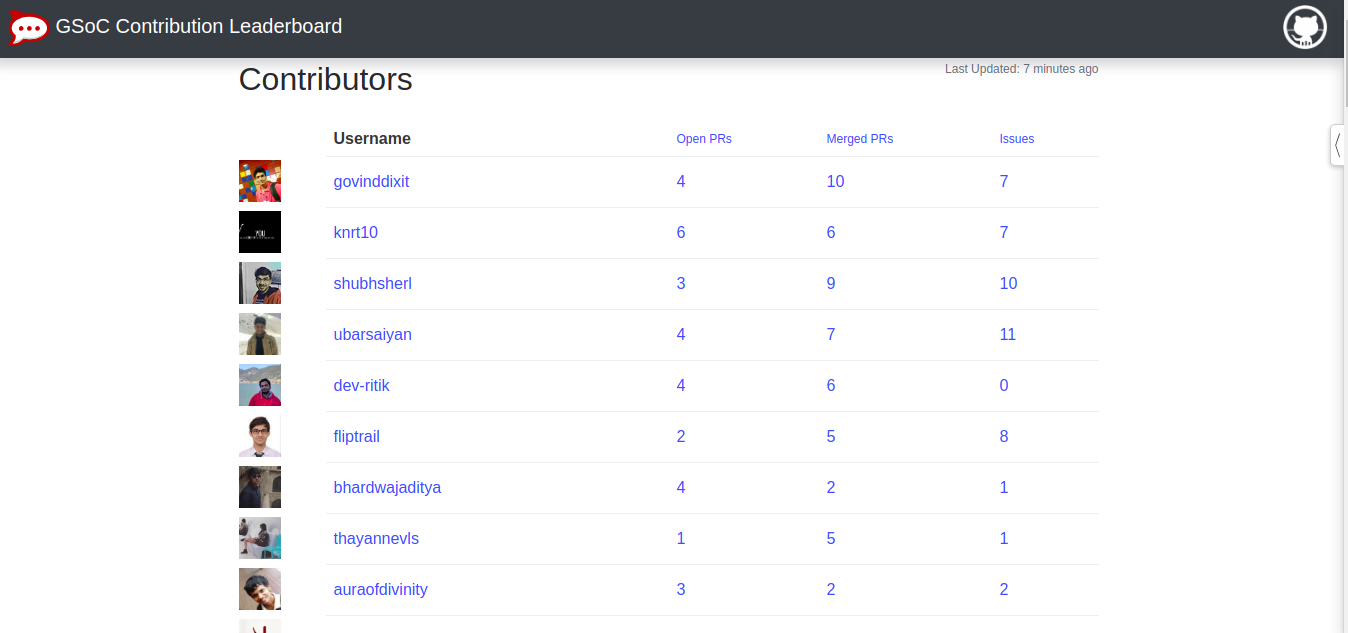 GSoC Contribution Leaderboard
Contributors
Last Updated: 7 minutes ago
Username Open PRs Merged PRs Issues
govinddixit 4 10 7
YOU
knrt10 6 6 7
shubhsherl 3 9 10
ubarsaiyan 4 7 11
dev-ritik 4 6 0
fliptrail 2 5 8
bhardwajaditya 4 2 1
thayannevls 1 5 1
auraofdivinity 3 2 2